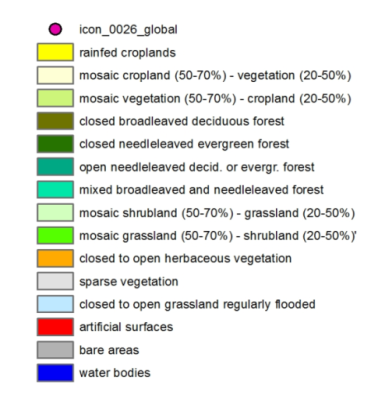 icon_0026_global
rainfed croplands
mosaic cropland (50-70%) - vegetation (20-50%)
mosaic vegetation (50-70%) - cropland (20-50%)
closed broadleaved deciduous forest
closed needleleved evergreen forest
open needleleved decid. or evergr. forest
mixed broadleaved and needleleved forest
mosaic shrubland (50-70%) - grassland (20-50%)
mosaic grassland (50-70%) - shrubland (20-50%)'
closed to open herbaceous vegetation
sparse vegetation
closed to open grassland regularly flooded
artificial surfaces
bare areas
water bodies